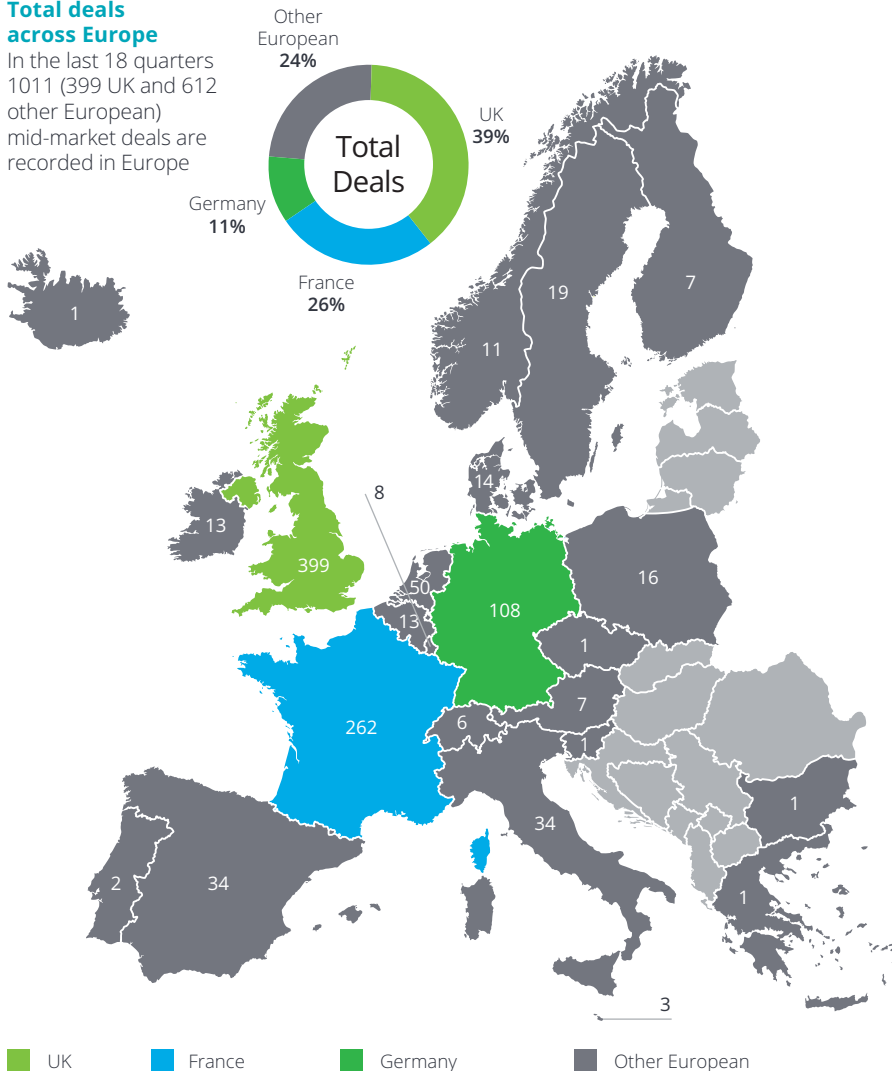 Total deals
across Europe
In the last 18 quarters
1011 (399 UK and 612
other European)
mid-market deals are
recorded in Europe
Other
European
24%
UK
39%
Total
Deals
Germany
11%
France
26%
1
19
7
11
14
8
13
399
50
13
108
16
1
7
6
1
262
34
1
2
34
1
3
UK
France
Germany
Other European